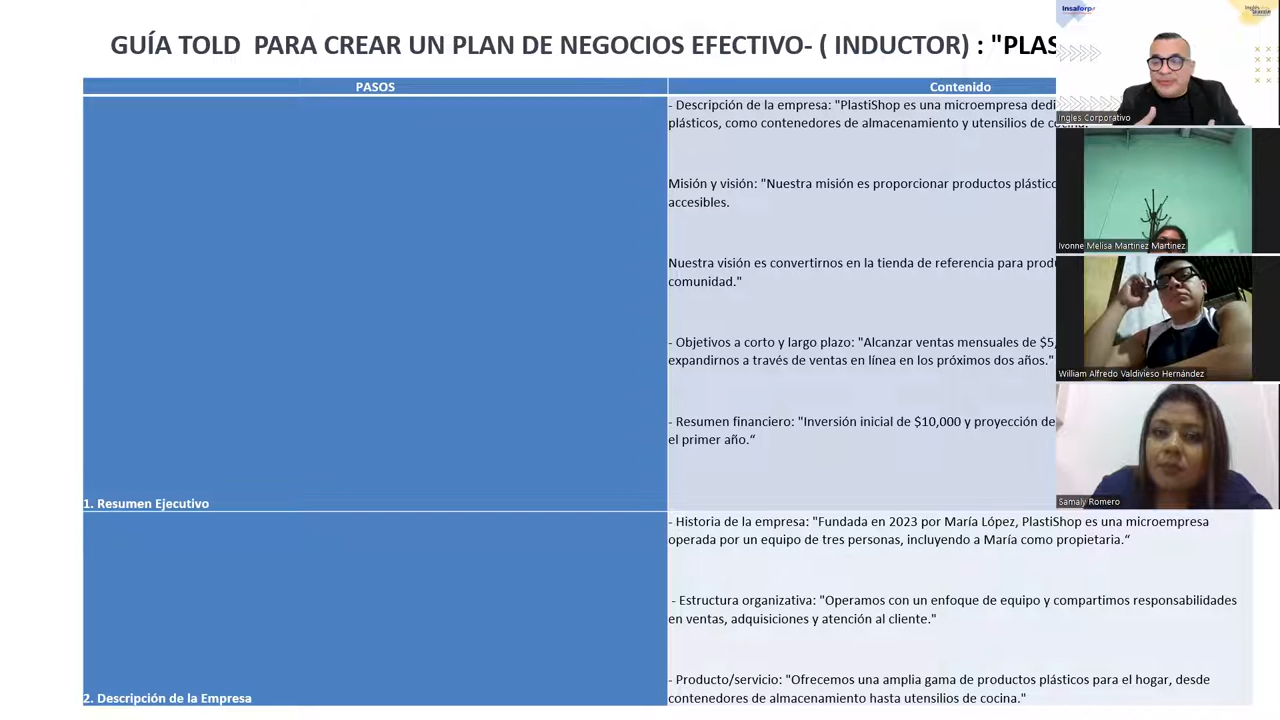 GUÍA TOLD PARA CREAR UN PLAN DE NEGOCIOS EFECTIVO- ( INDUCTOR) : "PLAS
PASOS
Contenido
- Descripción de la empresa: "PlastiShop es una microempresa dedi
plásticos, como contenedores de almacenamiento y utensilios de cocina.
Misión y visión: "Nuestra misión es proporcionar productos plástico
accesibles.
Nuestra visión es convertirnos en la tienda de referencia para produ
comunidad."
- Objetivos a corto y largo plazo: "Alcanzar ventas mensuales de $5,
expandirnos a través de ventas en línea en los próximos dos años."
- Resumen financiero: "Inversión inicial de $10,000 y proyección de
el primer año.“
1. Resumen Ejecutivo
- Historia de la empresa: "Fundada en 2023 por María López, PlastiShop es una microempresa
operada por un equipo de tres personas, incluyendo a María como propietaria.“
- Estructura organizativa: "Operamos con un enfoque de equipo y compartimos responsabilidades
en ventas, adquisiciones y atención al cliente."
- Producto/servicio: "Ofrecemos una amplia gama de productos plásticos para el hogar, desde
contenedores de almacenamiento hasta utensilios de cocina."
2. Descripción de la Empresa
Insaforp
Ingles Corporativo
Ivonne Melisa Martinez Martinez
William Alfredo Valdivieso Hernández
Samaly Romero